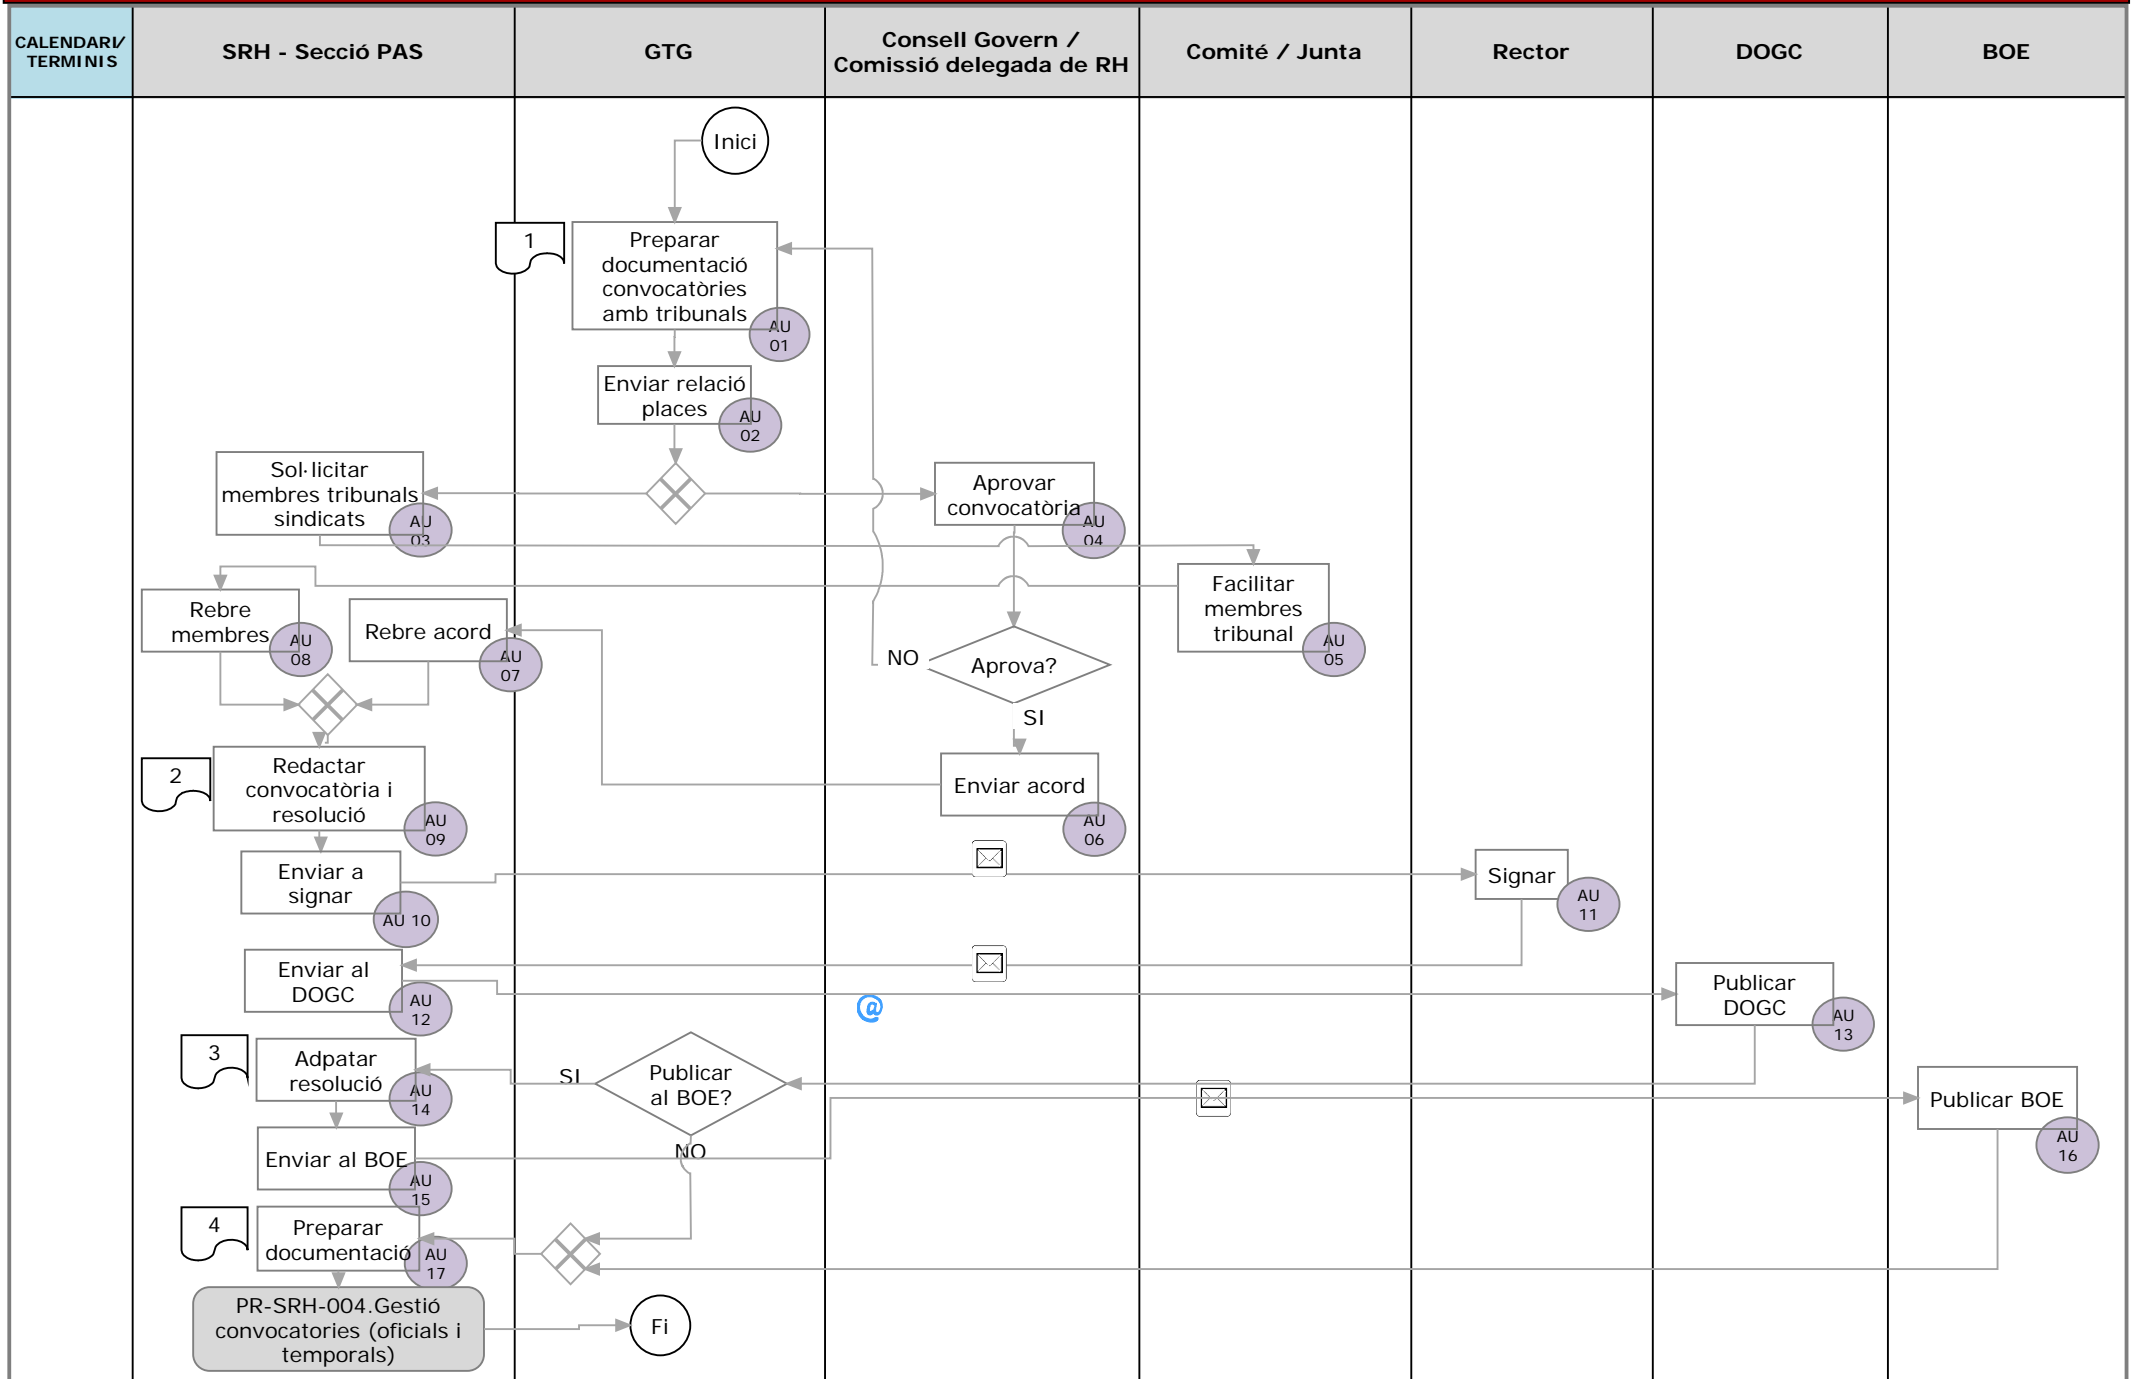 CALENDARI/
TERMINIS
SRH - Secció PAS
GTG
Consell Govern /
Comissió delegada de RH
Comité / Junta
Rector
DOGC
BOE
Inici
1
Preparar
documentació
convocatòries
amb tribunals
AU
01
Enviar relació
places
AU
02
Sol·licitar
membres tribunals
sindicats
AU
03
Aprovar
convocatòria
AU
04
Facilitar
membres
tribunal
AU
05
Rebre
membres
AU
08
Rebre acord
AU
07
NO
Aprova?
SI
2
Redactar
convocatòria i
resolució
AU
09
Enviar acord
AU
06
Enviar a
signar
AU 10
Signar
AU
11
Enviar al
DOGC
AU
12
@
Publicar
DOGC
AU
13
3
Adpatar
resolució
AU
14
SI
Publicar
al BOE?
NO
Publicar BOE
AU
16
Enviar al BOE
AU
15
4
Preparar
documentació
AU
17
PR-SRH-004.Gestió
convocatories (oficials i
temporals)
Fi